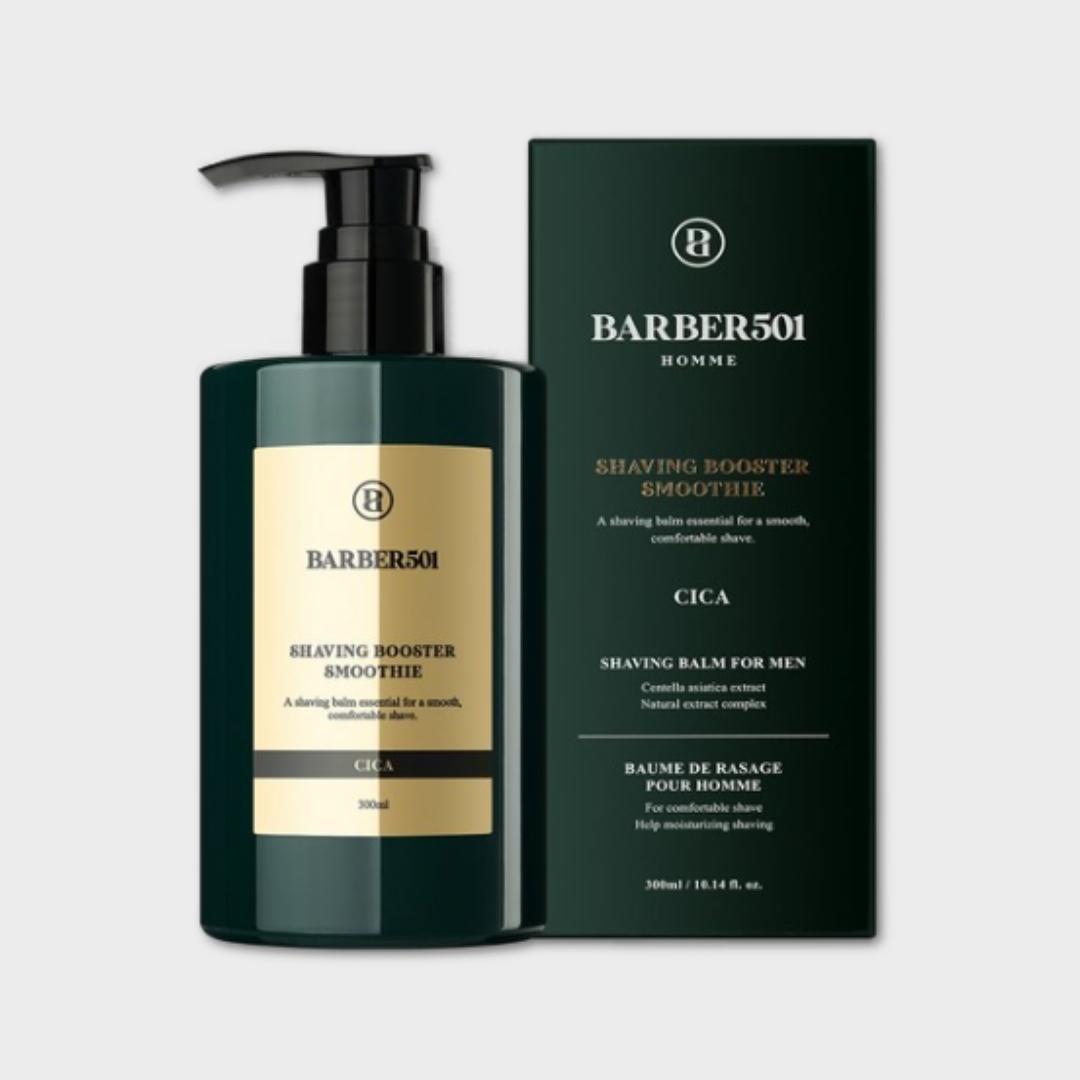 BARBER501
SHAVING BOOSTER
SMOOTHIE
A shaving balm essential for a smooth,
comfortable shave.
CICA
300ml
BARBER501
HOMME
SHAVING BOOSTER
SMOOTHIE
A shaving balm essential for a smooth,
comfortable shave.
CICA
SHAVING BALM FOR MEN
Centella asiatica extract
Natural extract complex
BAUME DE RASAGE
POUR HOMME
For comfortable shave
Help moisturizing shaving
300ml / 10.14 fl. oz.